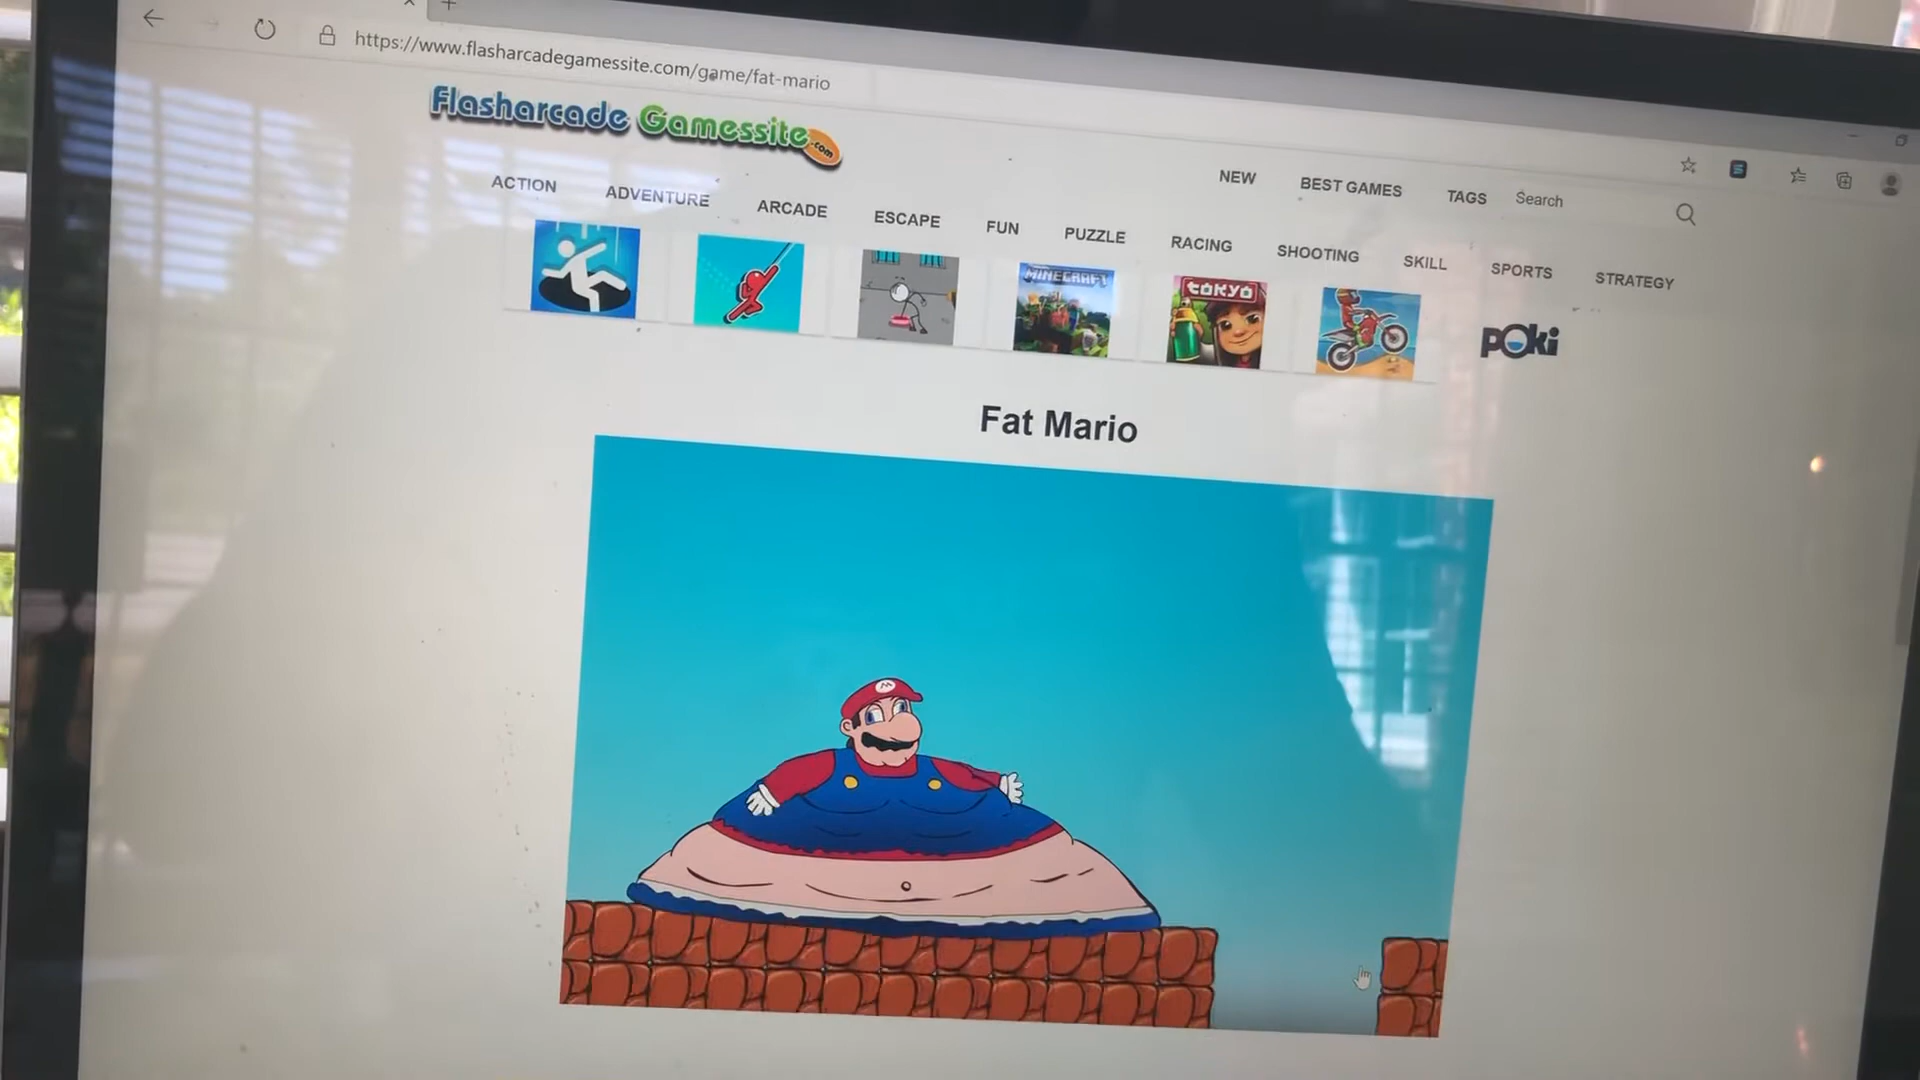 https://www.flasharcadegamessite.com/game/fat-mario
Flasharcade Gamessite.com
NEW BEST GAMES TAGS Search
ACTION ADVENTURE ARCADE ESCAPE FUN PUZZLE RACING SHOOTING SKILL SPORTS STRATEGY
MINECRAFT
TOKYO
POki
Fat Mario
M